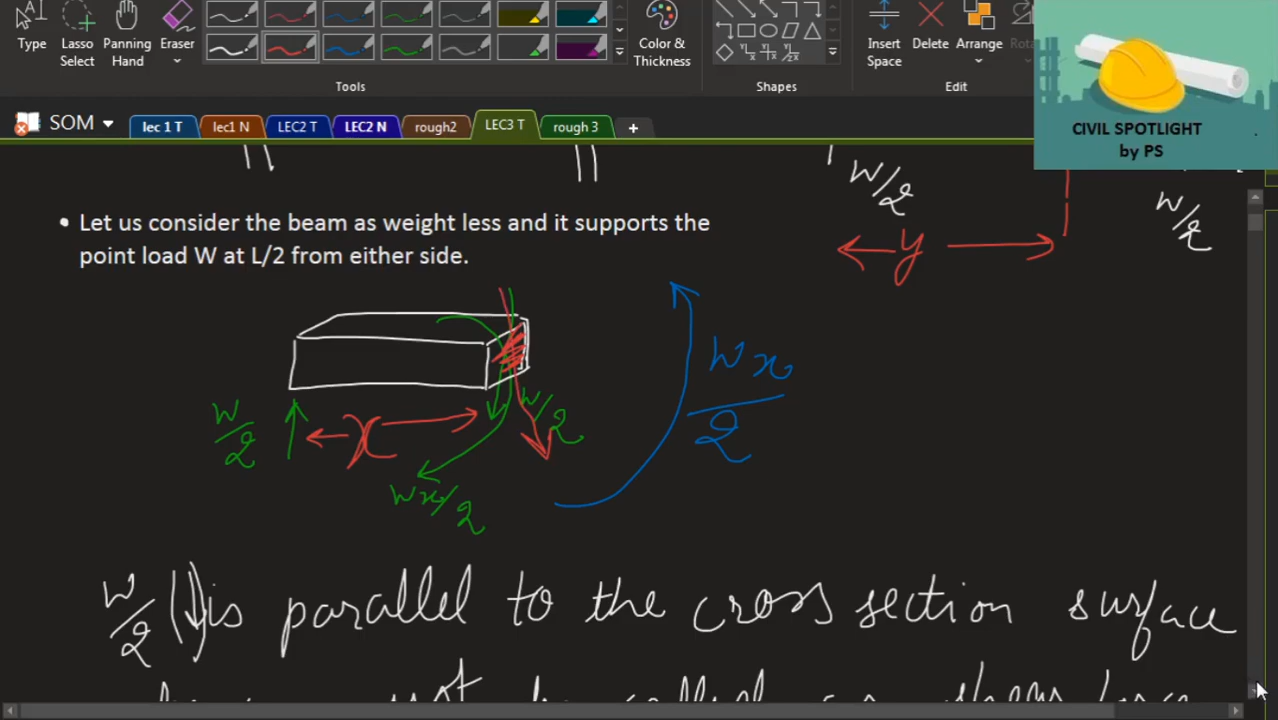 Type
Lasso
Select
Panning
Hand
Eraser
Color &
Thickness
Insert
Space
Delete
Arrange
Tools
Shapes
Edit
SOM
lec 1 T
lec1 N
LEC2 T
LEC2 N
rough2
LEC3 T
rough 3
CIVIL SPOTLIGHT
by PS
W/2
W/2
y
• Let us consider the beam as weight less and it supports the
point load W at L/2 from either side.
W/2
x
W/2
Wx/2
Wx/2
W/2 (↓) is parallel to the cross section surface